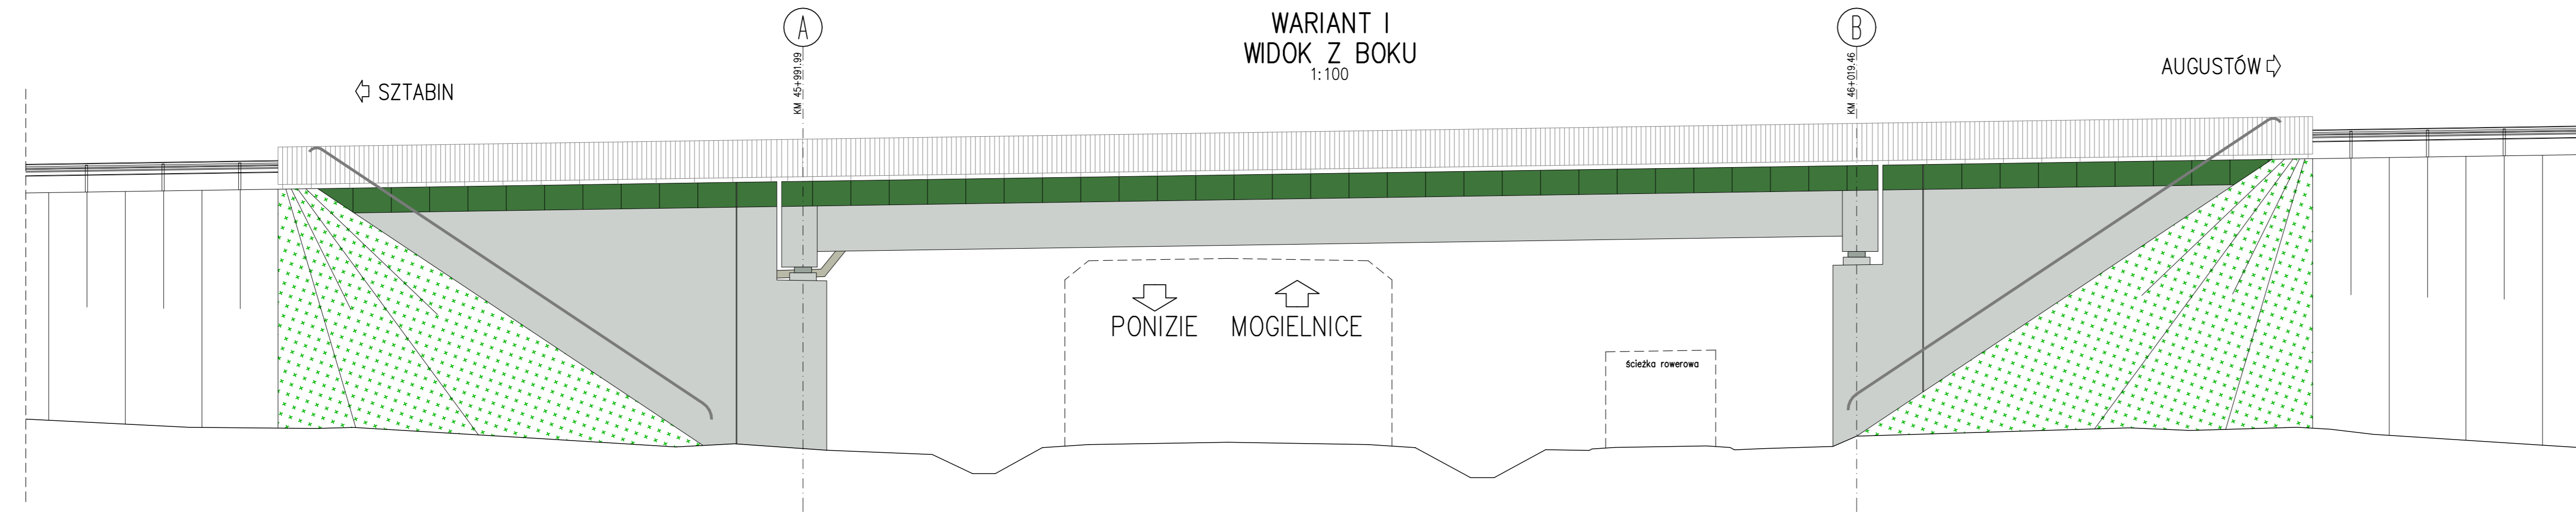 A
WARIANT I
B
WIDOK Z BOKU
1:100
KM 45+991.99
KM 46+019.46
SZTABIN
AUGUSTÓW
PONIZIE
MOGIELNICE
ścieżka rowerowa